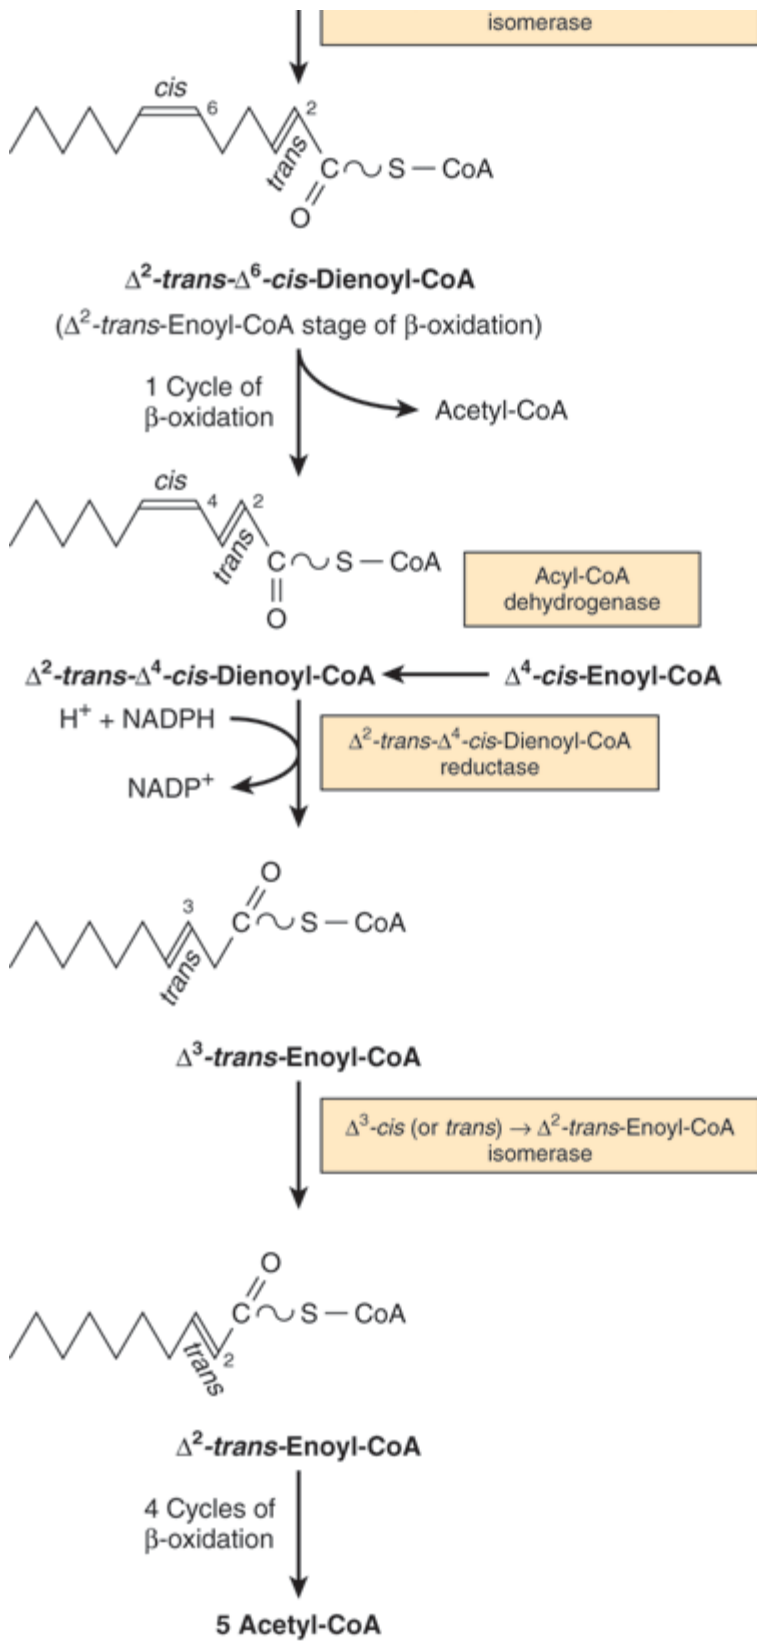 isomerase
cis
6
2
trans
C S — CoA
O
Δ²-trans-Δ⁶-cis-Dienoyl-CoA
(Δ²-trans-Enoyl-CoA stage of β-oxidation)
1 Cycle of
β-oxidation
Acetyl-CoA
cis
4
2
trans
C S — CoA
O
Acyl-CoA
dehydrogenase
Δ²-trans-Δ⁴-cis-Dienoyl-CoA
Δ⁴-cis-Enoyl-CoA
H⁺ + NADPH
NADP⁺
Δ²-trans-Δ⁴-cis-Dienoyl-CoA
reductase
O
3
C S — CoA
trans
Δ³-trans-Enoyl-CoA
Δ³-cis (or trans) → Δ²-trans-Enoyl-CoA
isomerase
O
C S — CoA
trans
2
Δ²-trans-Enoyl-CoA
4 Cycles of
β-oxidation
5 Acetyl-CoA